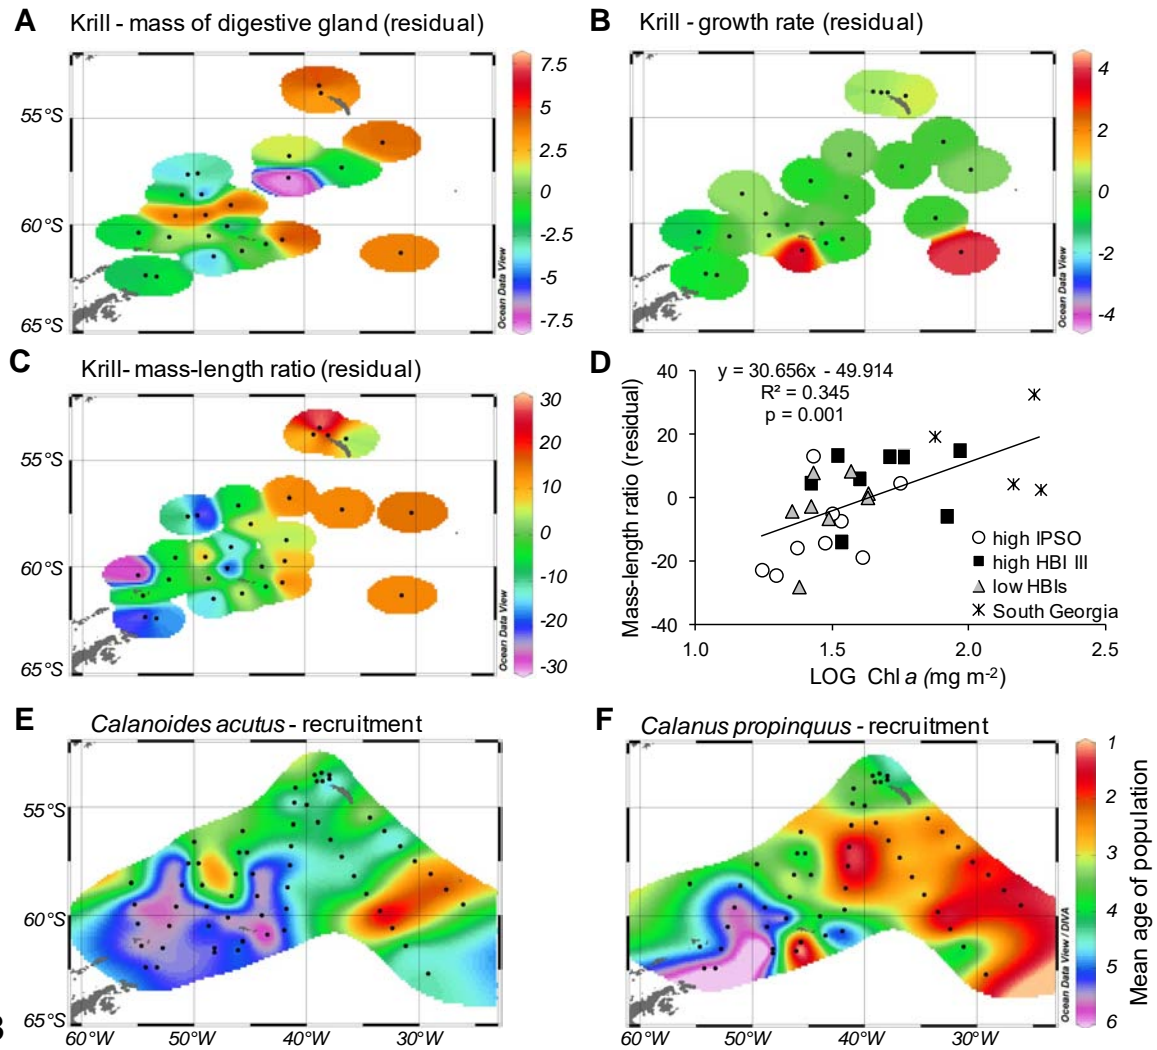 A Krill - mass of digestive gland (residual)
B Krill - growth rate (residual)
55°S
60°S
65°S
7.5
5
2.5
0
-2.5
-5
-7.5
Ocean Data View
4
2
0
-2
-4
Ocean Data View
C Krill- mass-length ratio (residual)
55°S
60°S
65°S
30
20
10
0
-10
-20
-30
Ocean Data View
D
y = 30.656x - 49.914
R² = 0.345
p = 0.001
Mass-length ratio (residual)
40
20
0
-20
-40
high IPSO
high HBI III
low HBIs
South Georgia
1.0 1.5 2.0 2.5
LOG Chl a (mg m-2)
E Calanoides acutus - recruitment
F Calanus propinquus - recruitment
55°S
60°S
65°S
60°W 50°W 40°W 30°W
60°W 50°W 40°W 30°W
Ocean Data View / DIVA
1
2
3
4
5
6
Mean age of population